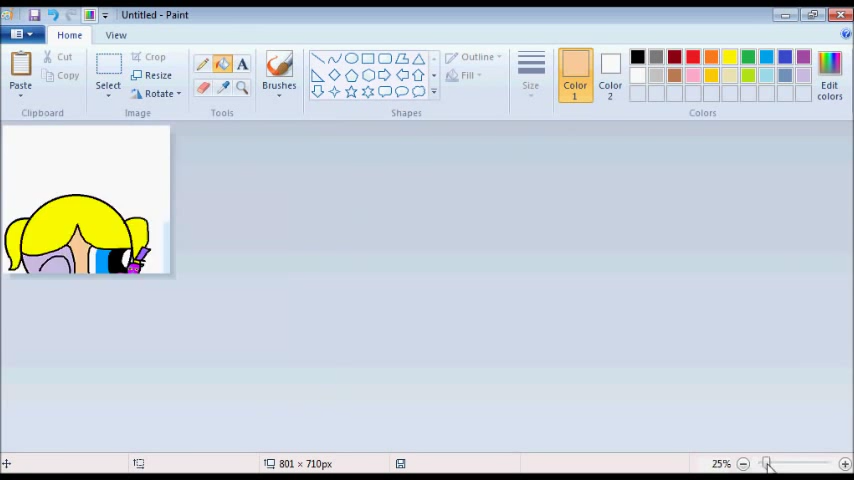 Untitled - Paint
Home
View
Paste
Cut
Copy
Clipboard
Select
Crop
Resize
Rotate
Image
A
Tools
Brushes
Shapes
Outline
Fill
Size
Color 1
Color 2
Edit colors
Colors
801 × 710px
25%